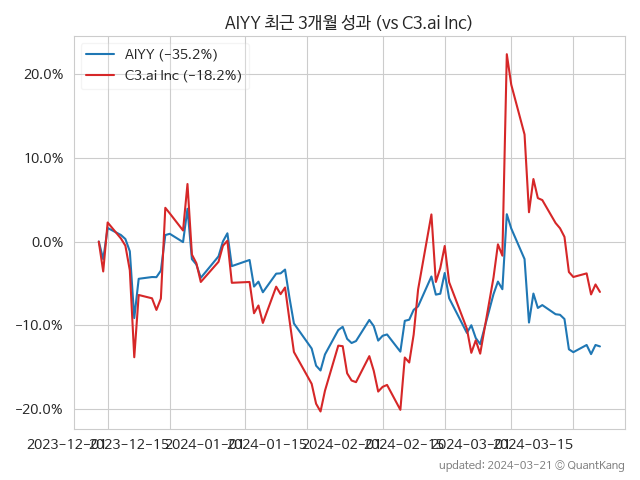 AIYY 최근 3개월 성과 (vs C3.ai Inc)
AIYY (-35.2%)
C3.ai Inc (-18.2%)
20.0%
10.0%
0.0%
-10.0%
-20.0%
2023-12-01 2023-12-15 2024-01-01 2024-01-15 2024-02-01 2024-02-15 2024-03-01 2024-03-15
updated: 2024-03-21 © QuantKang